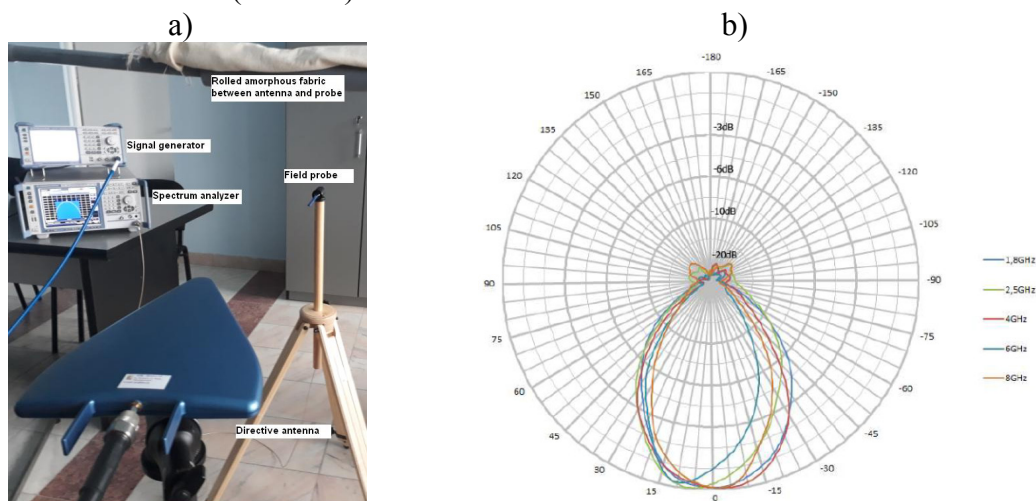 a)
b)
Rolled amorphous fabric
between antenna and probe
Signal generator
Spectrum analyzer
Field probe
Directive antenna
-180
165
-165
150
-150
135
-135
120
-120
105
-105
90
-90
75
-75
60
-60
45
-45
30
-30
15
-15
0
-3dB
-6dB
-10dB
-20dB
1,8GHz
2,5GHz
4GHz
6GHz
8GHz